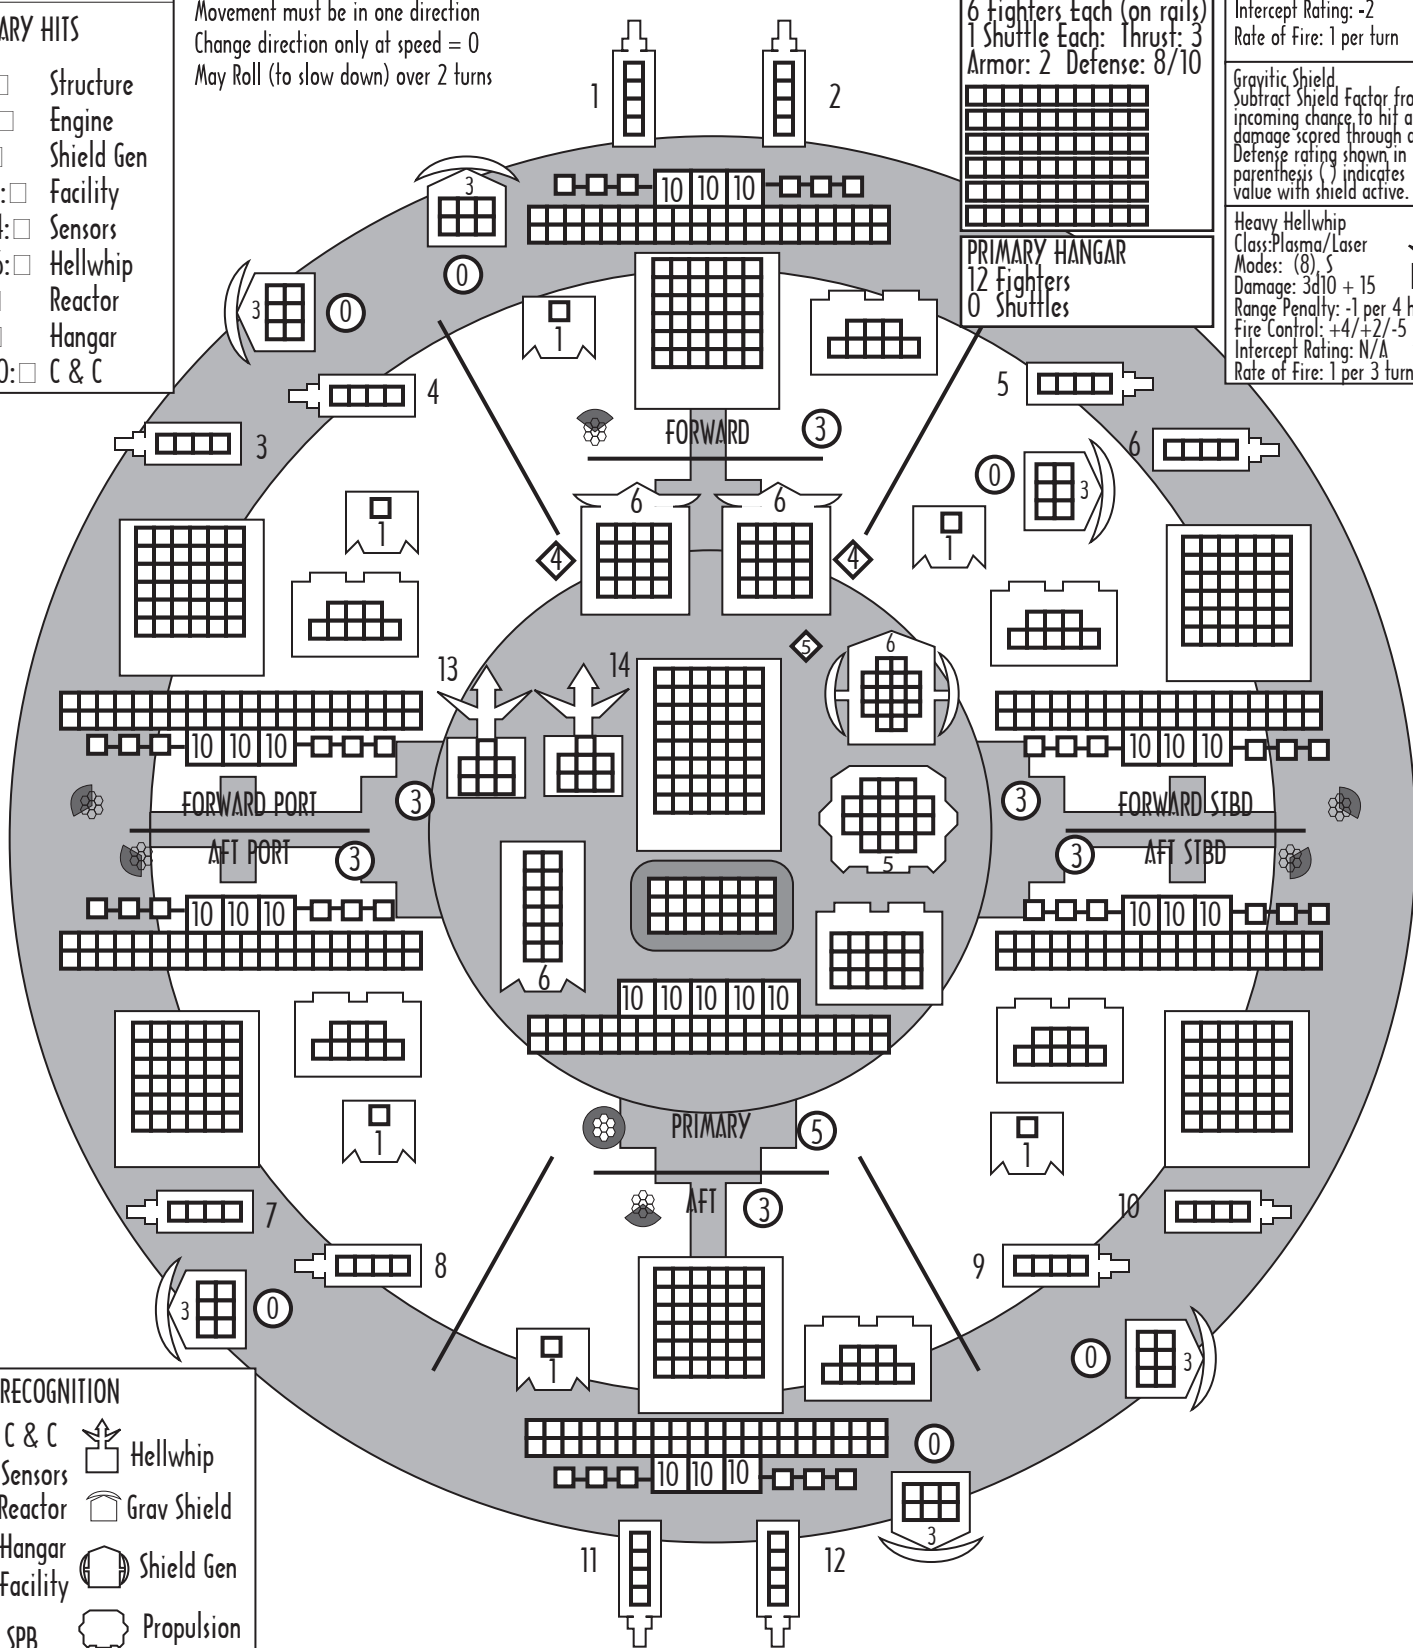 ARY HITS
Structure
Engine
Shield Gen
Facility
Sensors
Hellwhip
Reactor
Hangar
0: C & C
Movement must be in one direction
Change direction only at speed = 0
May Roll (to slow down) over 2 turns
6 Fighters Each (on rails)
1 Shuttle Each: Thrust: 3
Armor: 2 Defense: 8/10
PRIMARY HANGAR
12 Fighters
0 Shuttles
Intercept Rating: -2
Rate of Fire: 1 per turn
Gravitic Shield
Subtract Shield Factor fro
incoming chance to hit a
damage scored through a
Defense rating shown in
parenthesis ( ) indicates
value with shield active.
Heavy Hellwhip
Class:Plasma/Laser
Modes: (8), S
Damage: 3d10 + 15
Range Penalty: -1 per 4 h
Fire Control: +4/+2/-5
Intercept Rating: N/A
Rate of Fire: 1 per 3 turn
1 2
3
10 10 10
0
3 0
1
4
5
3
6
FORWARD 3
0 3
1
6 6
1
4 4
13 14
5 6
10 10 10
10 10 10
3
3
FORWARD PORT
FORWARD STBD
AFT PORT 3
3 AFT STBD
5
10 10 10
10 10 10
6
10 10 10 10 10
PRIMARY 5
1
1
AFT 3
7
10
8
9
3 0
0 3
1
0
10 10 10
3
11 12
RECOGNITION
C & C
Hellwhip
Sensors
Reactor
Grav Shield
Hangar
Shield Gen
Facility
Propulsion
SPB